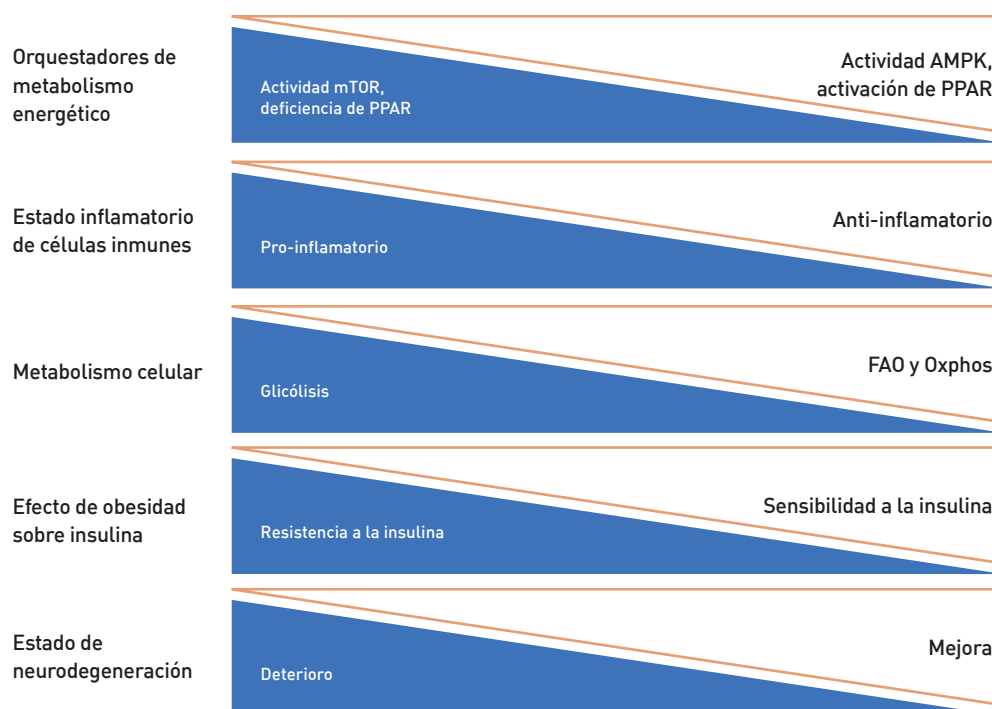 Orquestadores de
metabolismo
energético
Actividad mTOR,
deficiencia de PPAR
Actividad AMPK,
activación de PPAR
Estado inflamatorio
de células inmunes
Pro-inflamatorio
Anti-inflamatorio
Metabolismo celular
Glicólisis
FAO y Oxphos
Efecto de obesidad
sobre insulina
Resistencia a la insulina
Sensibilidad a la insulina
Estado de
neurodegeneración
Deterioro
Mejora